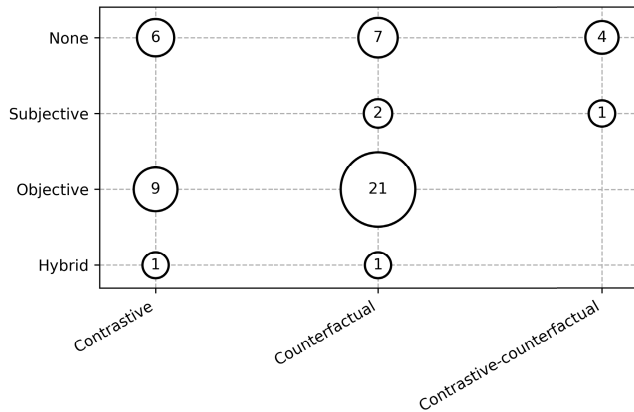 None 6 7 4
Subjective 2 1
Objective 9 21
Hybrid 1 1
Contrastive
Counterfactual
Contrastive-counterfactual